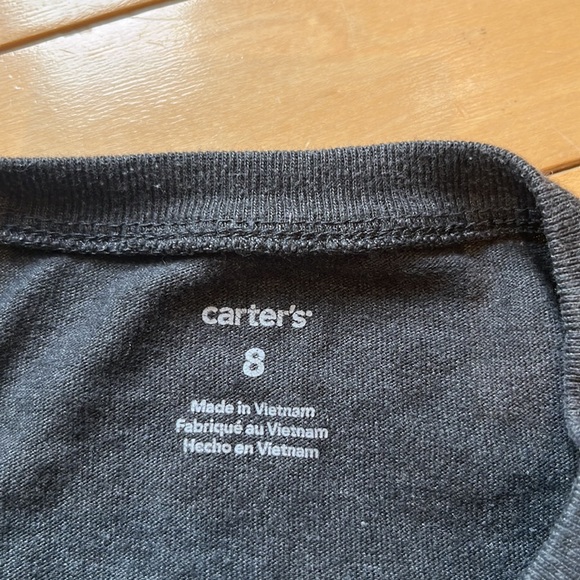 carter's
8
Made in Vietnam
Fabriqué au Vietnam
Hecho en Vietnam